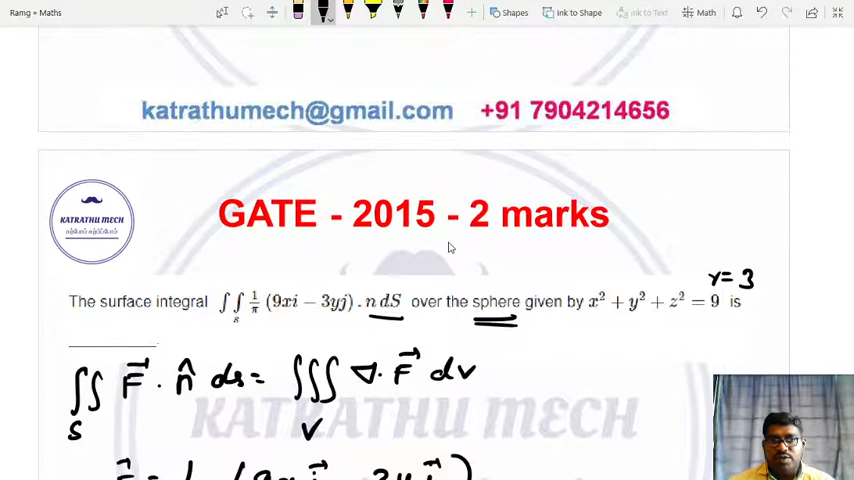 Ramg = Maths
Shapes
Ink to Shape
Ink to Text
Math
katrathumech@gmail.com +91 7904214656
KATRATHU MECH
GATE - 2015 - 2 marks
r = 3
The surface integral ∫∫ₛ 1/π (9xi − 3yj) . n dS over the sphere given by x² + y² + z² = 9 is
∬ₛ F⃗ · n̂ ds = ∭ᵥ ∇ · F⃗ dv
KATRATHU MECH